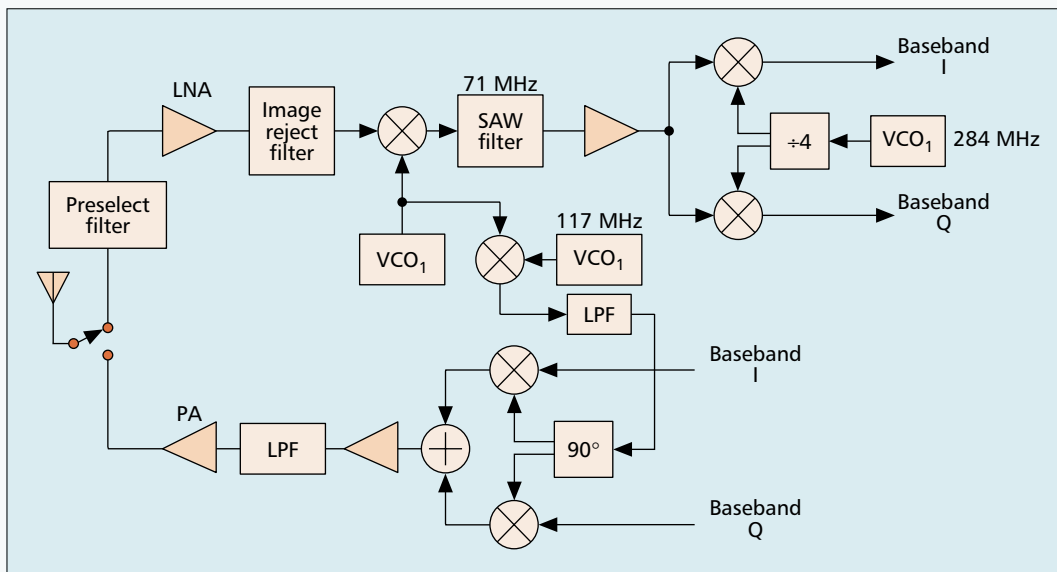 LNA
Image
reject
filter
71 MHz
SAW
filter
Baseband
I
÷4
VCO₁
284 MHz
Baseband
Q
Preselect
filter
VCO₁
117 MHz
VCO₁
LPF
Baseband
I
PA
LPF
90°
Baseband
Q